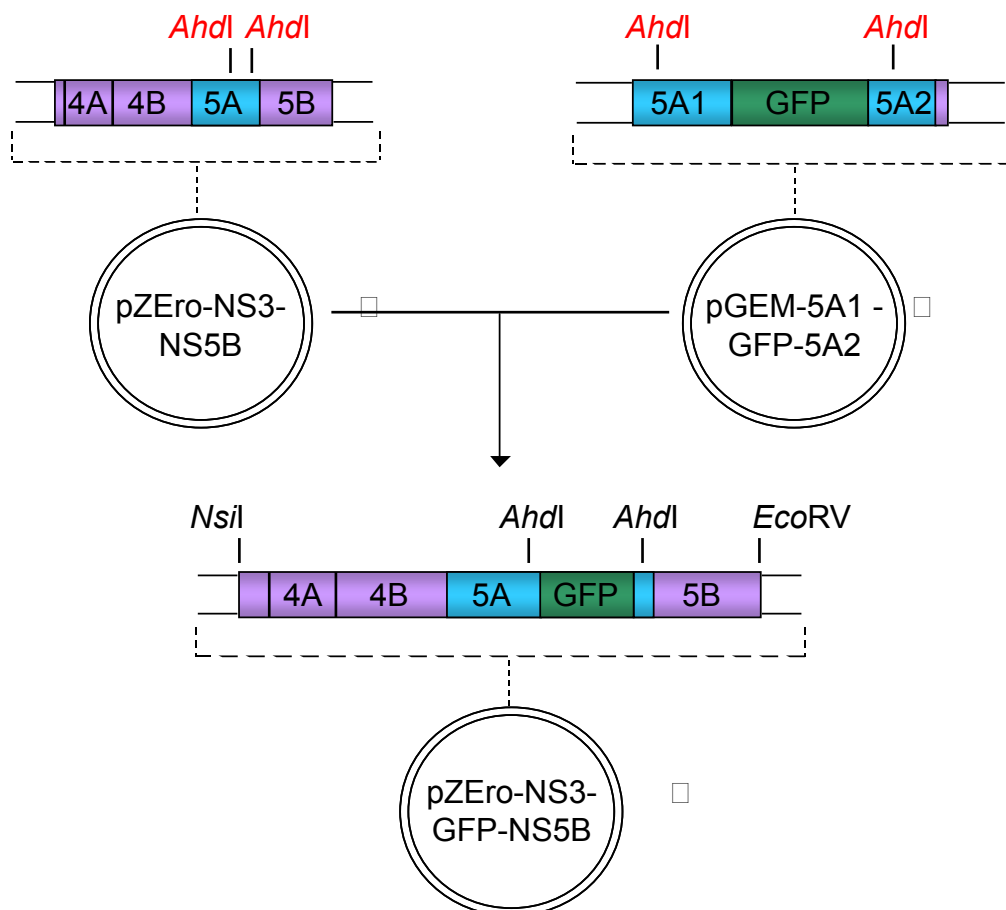 AhdI AhdI
4A 4B 5A 5B
AhdI AhdI
5A1 GFP 5A2
pZEro-NS3-
NS5B
pGEM-5A1 -
GFP-5A2
NsiI AhdI AhdI EcoRV
4A 4B 5A GFP 5B
pZEro-NS3-
GFP-NS5B